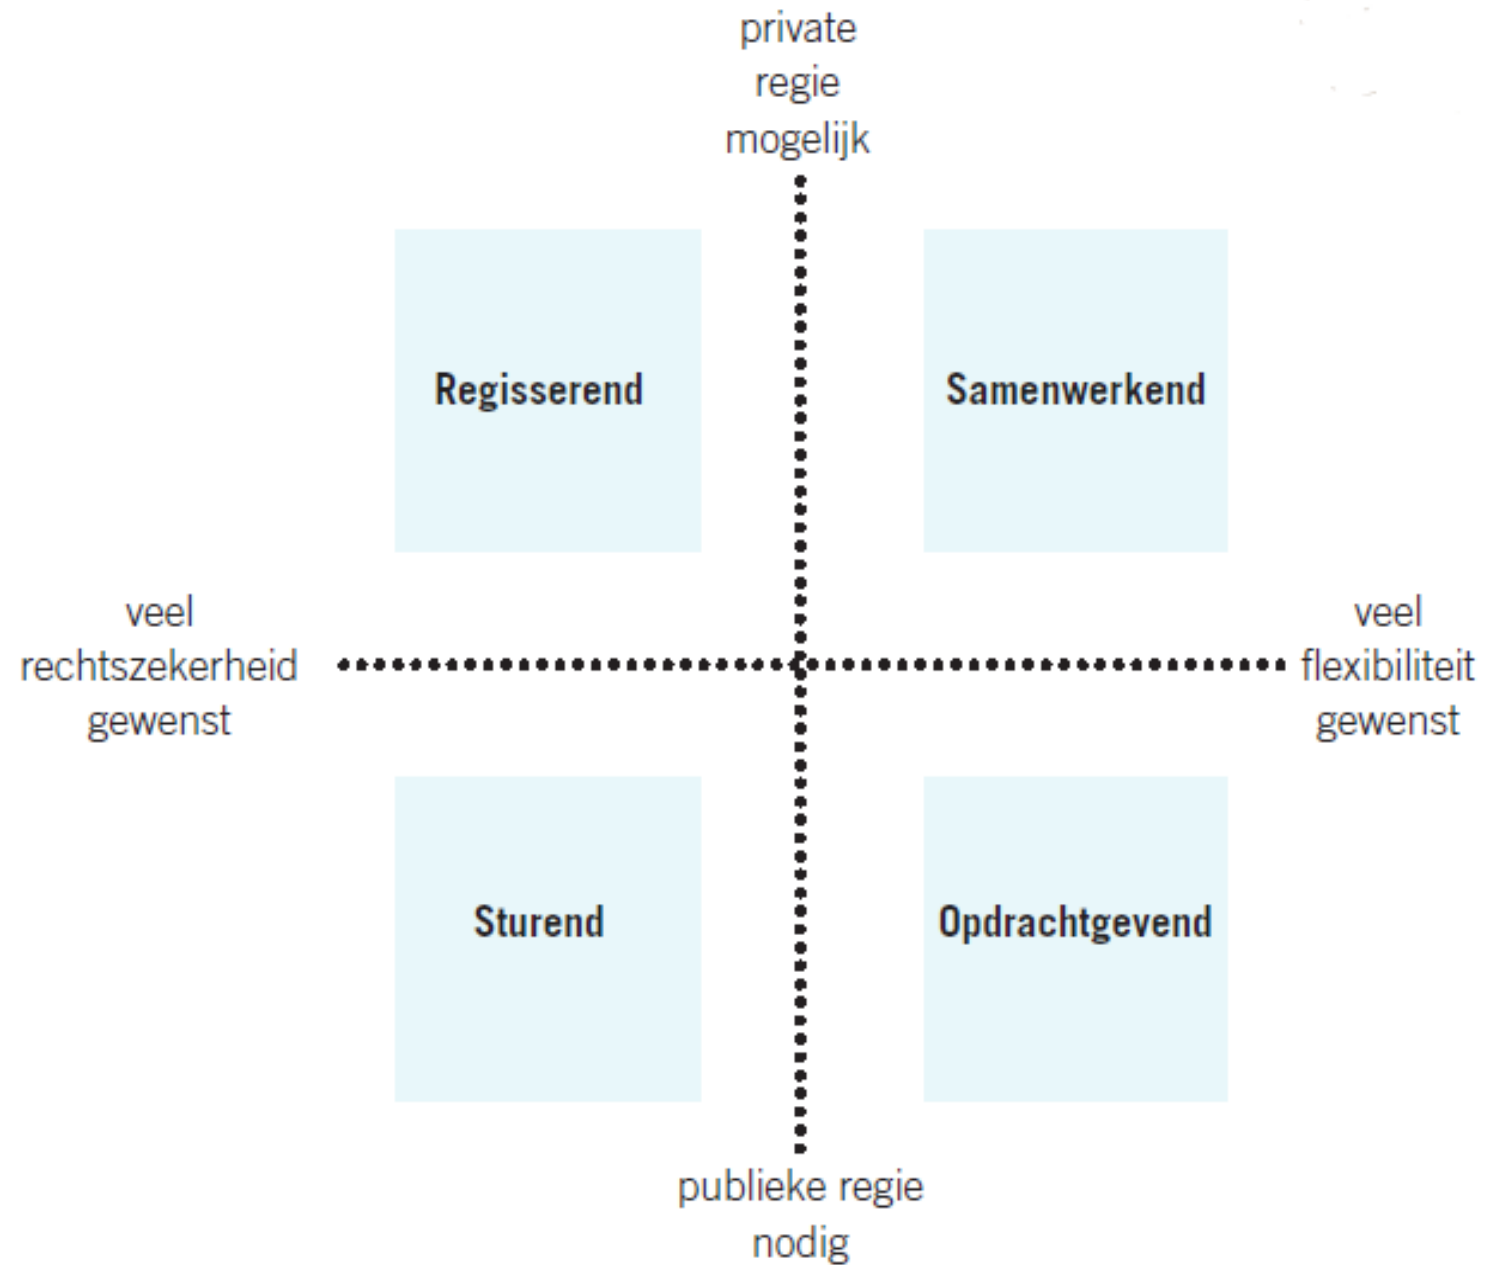 private
regie
mogelijk
Regisserend
Samenwerkend
veel
rechtszekerheid
gewenst
veel
flexibiliteit
gewenst
Sturend
Opdrachtgevend
publieke regie
nodig